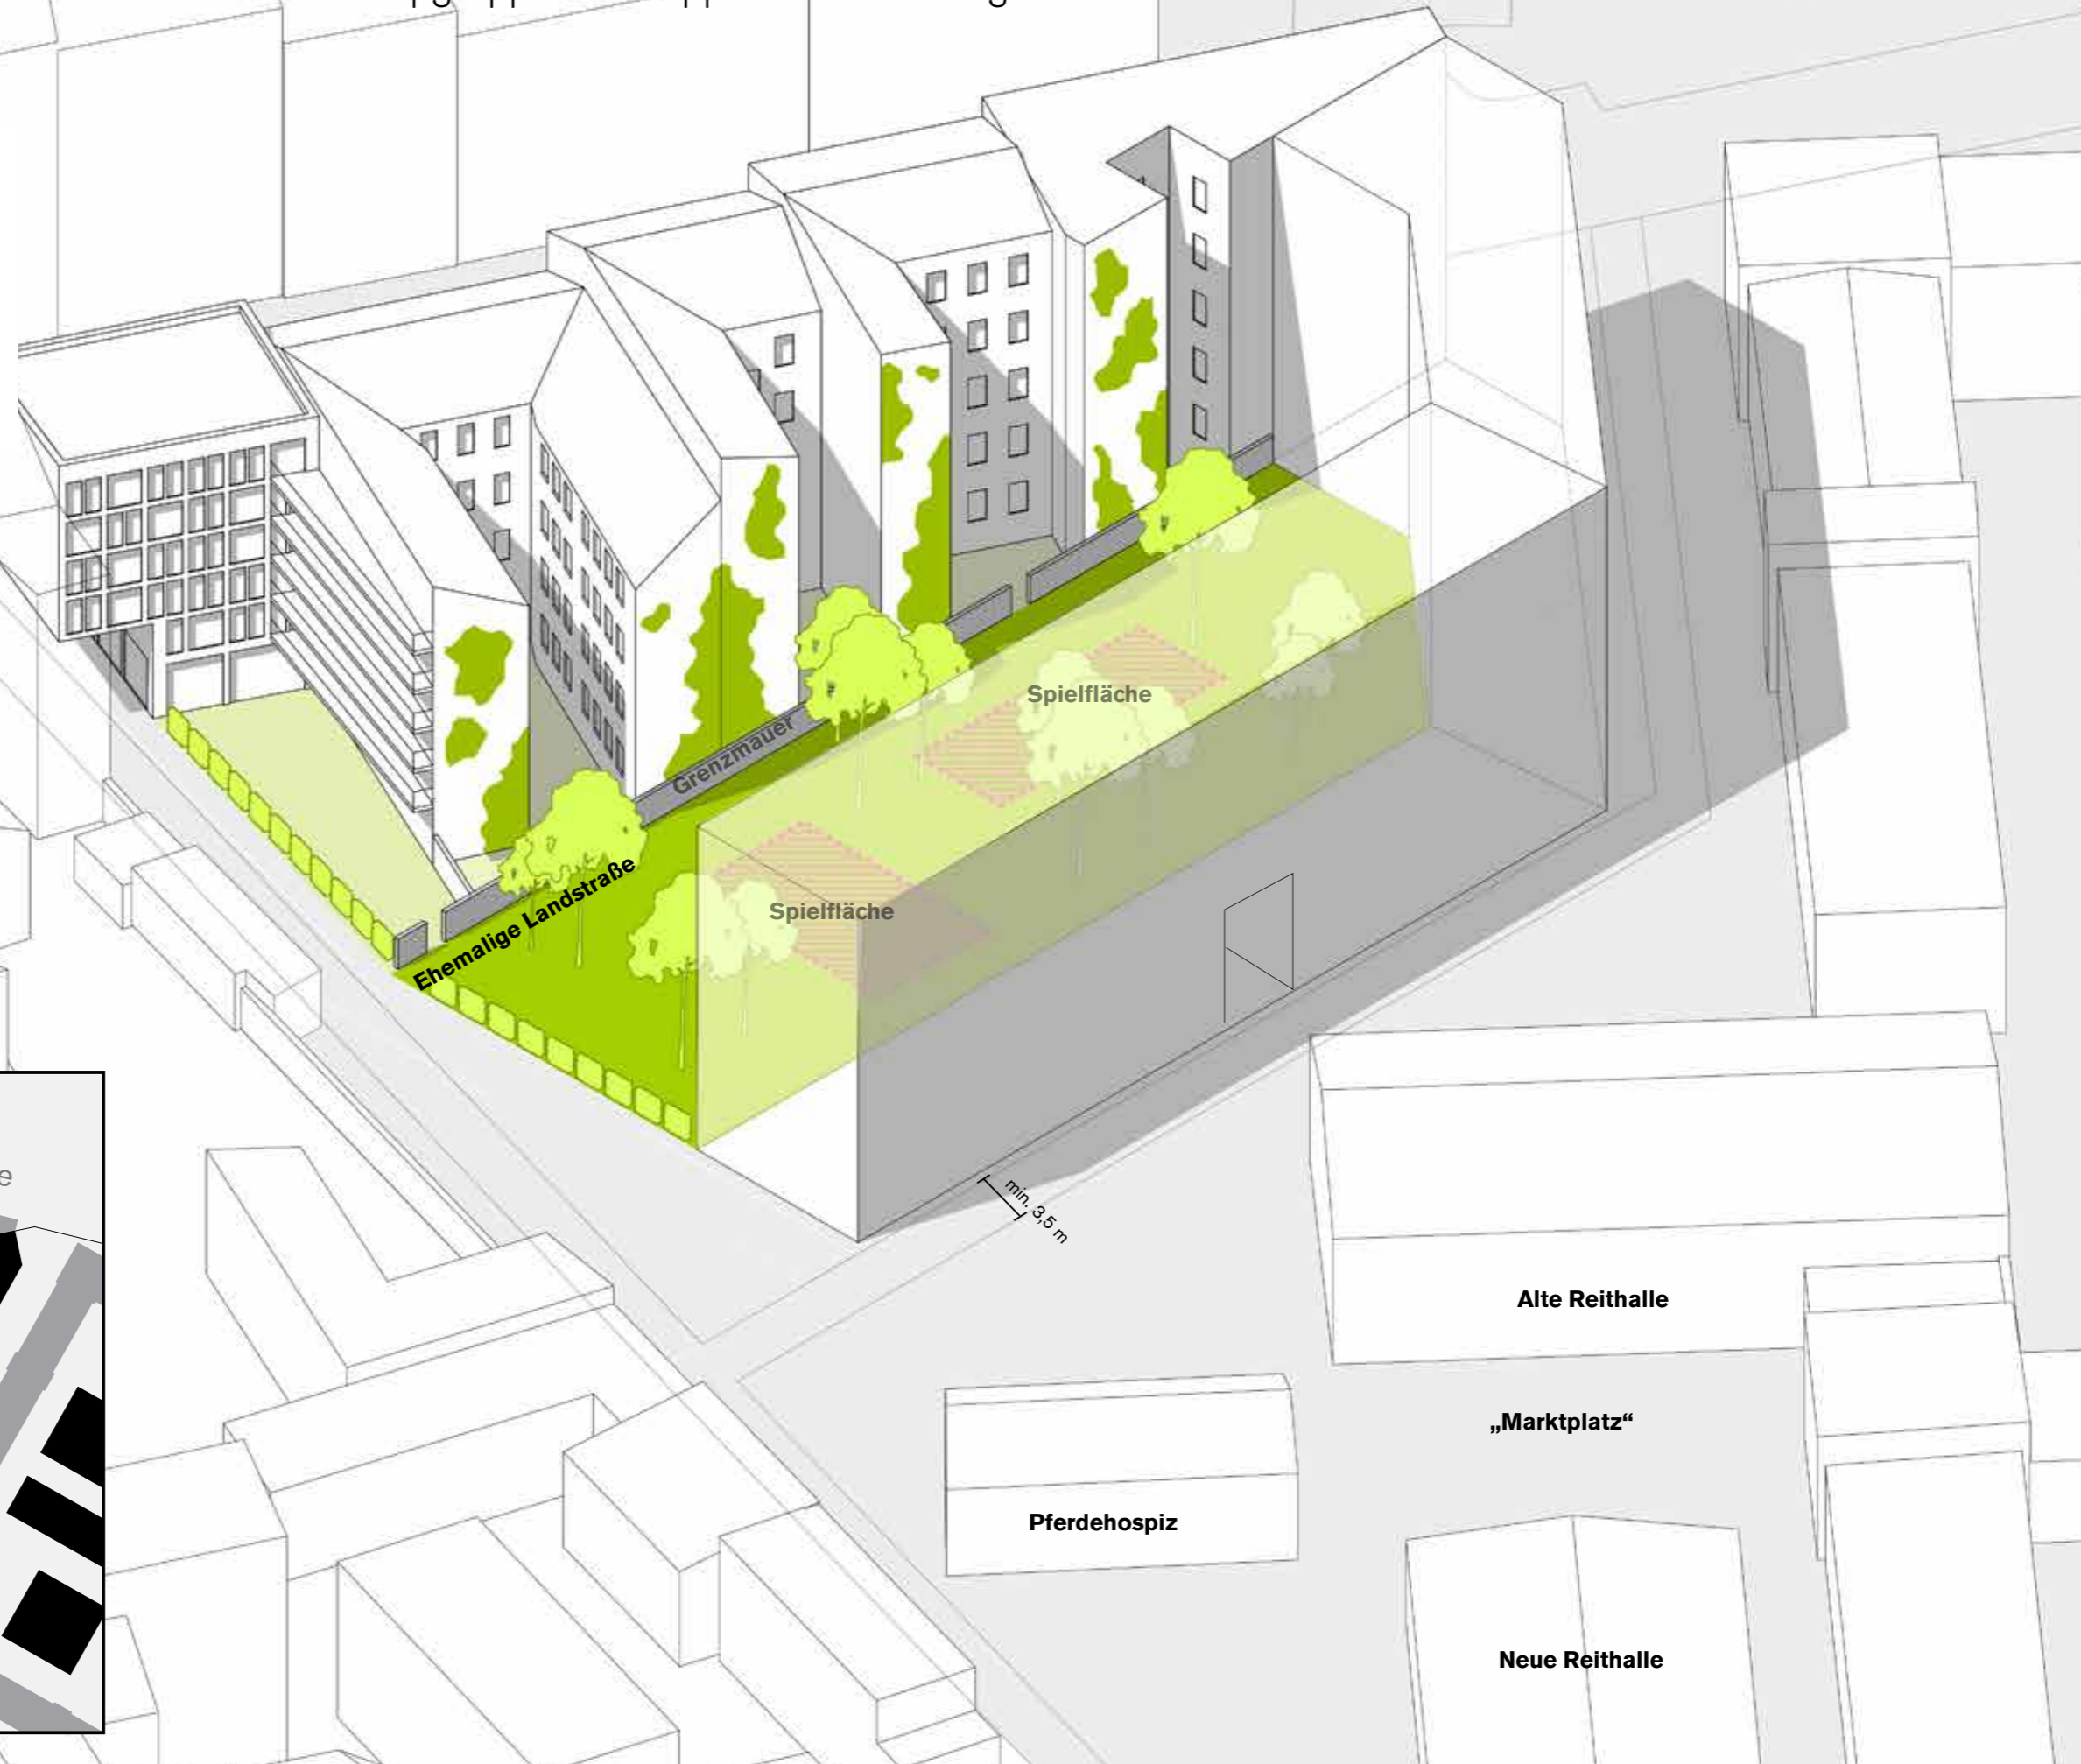 Spielfläche
Grenzmauer
Ehemalige Landstraße
Spielfläche
min. 3,5 m
Alte Reithalle
„Marktplatz“
Pferdehospiz
Neue Reithalle